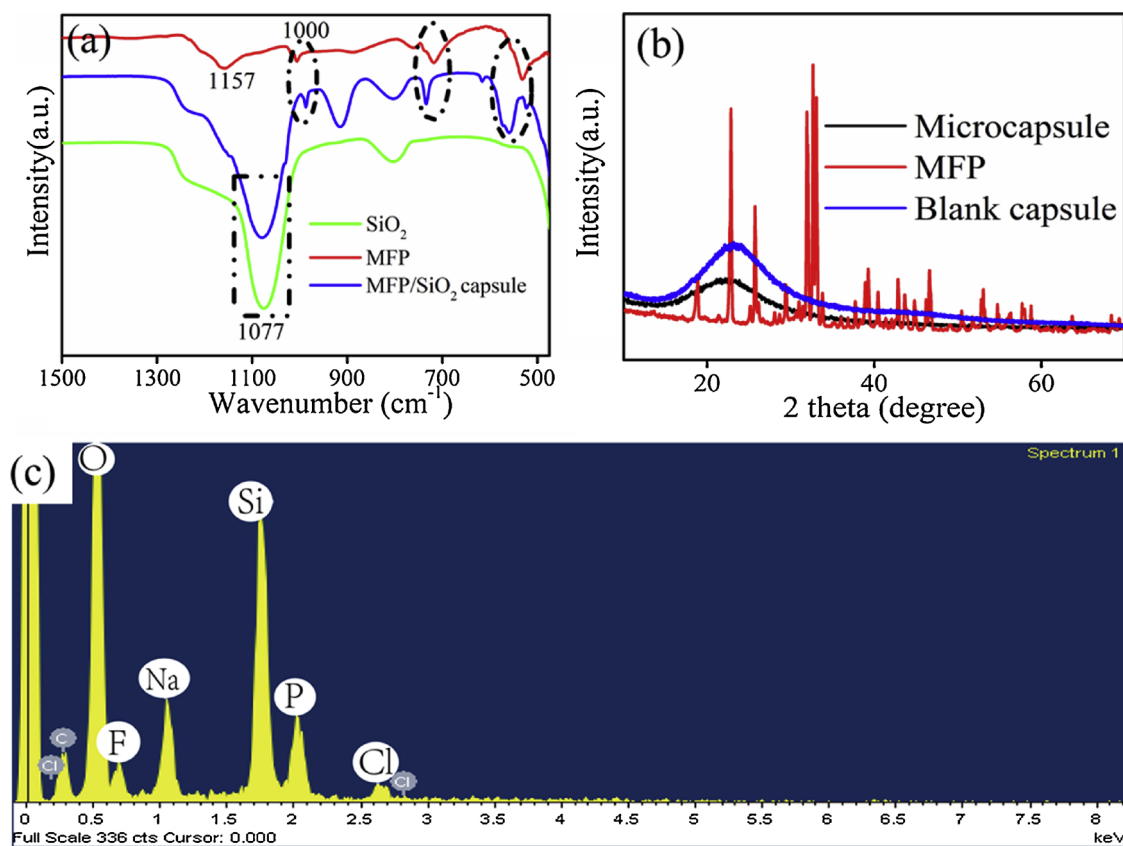 (a)
1000
1157
SiO₂
MFP
MFP/SiO₂ capsule
1077
1500 1300 1100 900 700 500
Wavenumber (cm⁻¹)
Intensity(a.u.)
(b)
Microcapsule
MFP
Blank capsule
20 40 60
2 theta (degree)
Intensity(a.u.)
(c)
Spectrum 1
O
Si
Na
P
C
F
Cl
Cl
Cl
0 0.5 1 1.5 2 2.5 3 3.5 4 4.5 5 5.5 6 6.5 7 7.5 8
Full Scale 336 cts Cursor: 0.000
keV